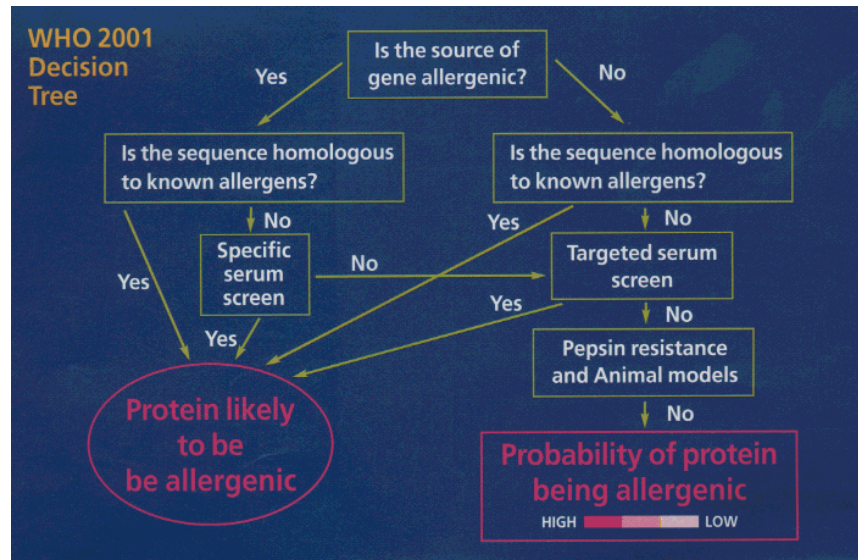 WHO 2001
Decision
Tree
Is the source of
gene allergenic?
Yes
No
Is the sequence homologous
to known allergens?
Is the sequence homologous
to known allergens?
No
Yes
No
Yes
Specific
serum
screen
No
Targeted serum
screen
Yes
Yes
No
Pepsin resistance
and Animal models
No
Protein likely
to be
be allergenic
Probability of protein
being allergenic
HIGH LOW